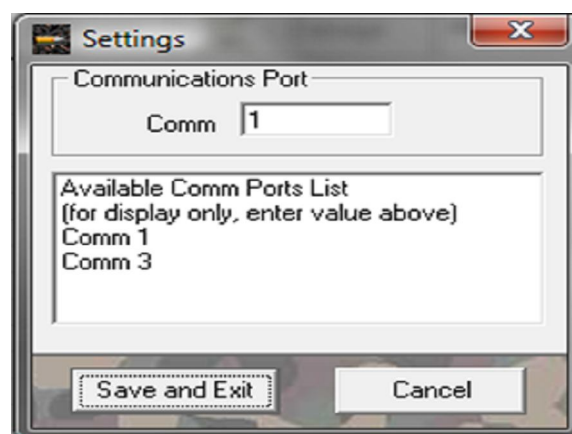 Settings
Communications Port
Comm 1
Available Comm Ports List
(for display only, enter value above)
Comm 1
Comm 3
Save and Exit Cancel